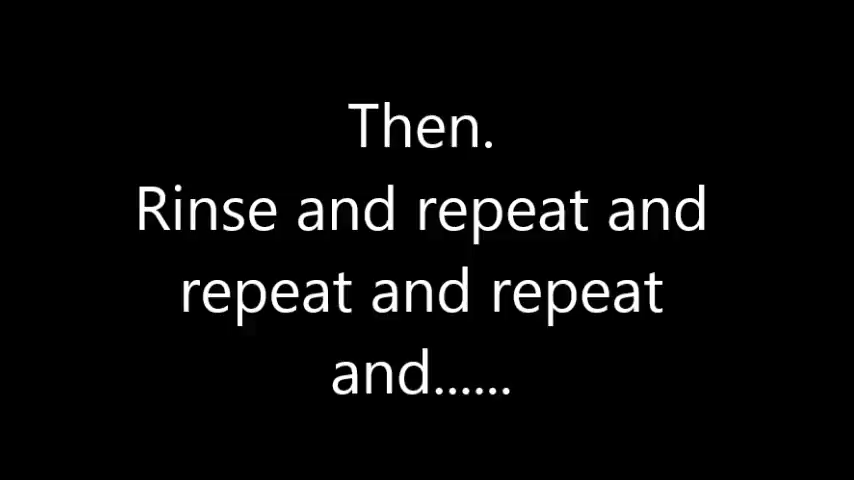 Then.
Rinse and repeat and
repeat and repeat
and......